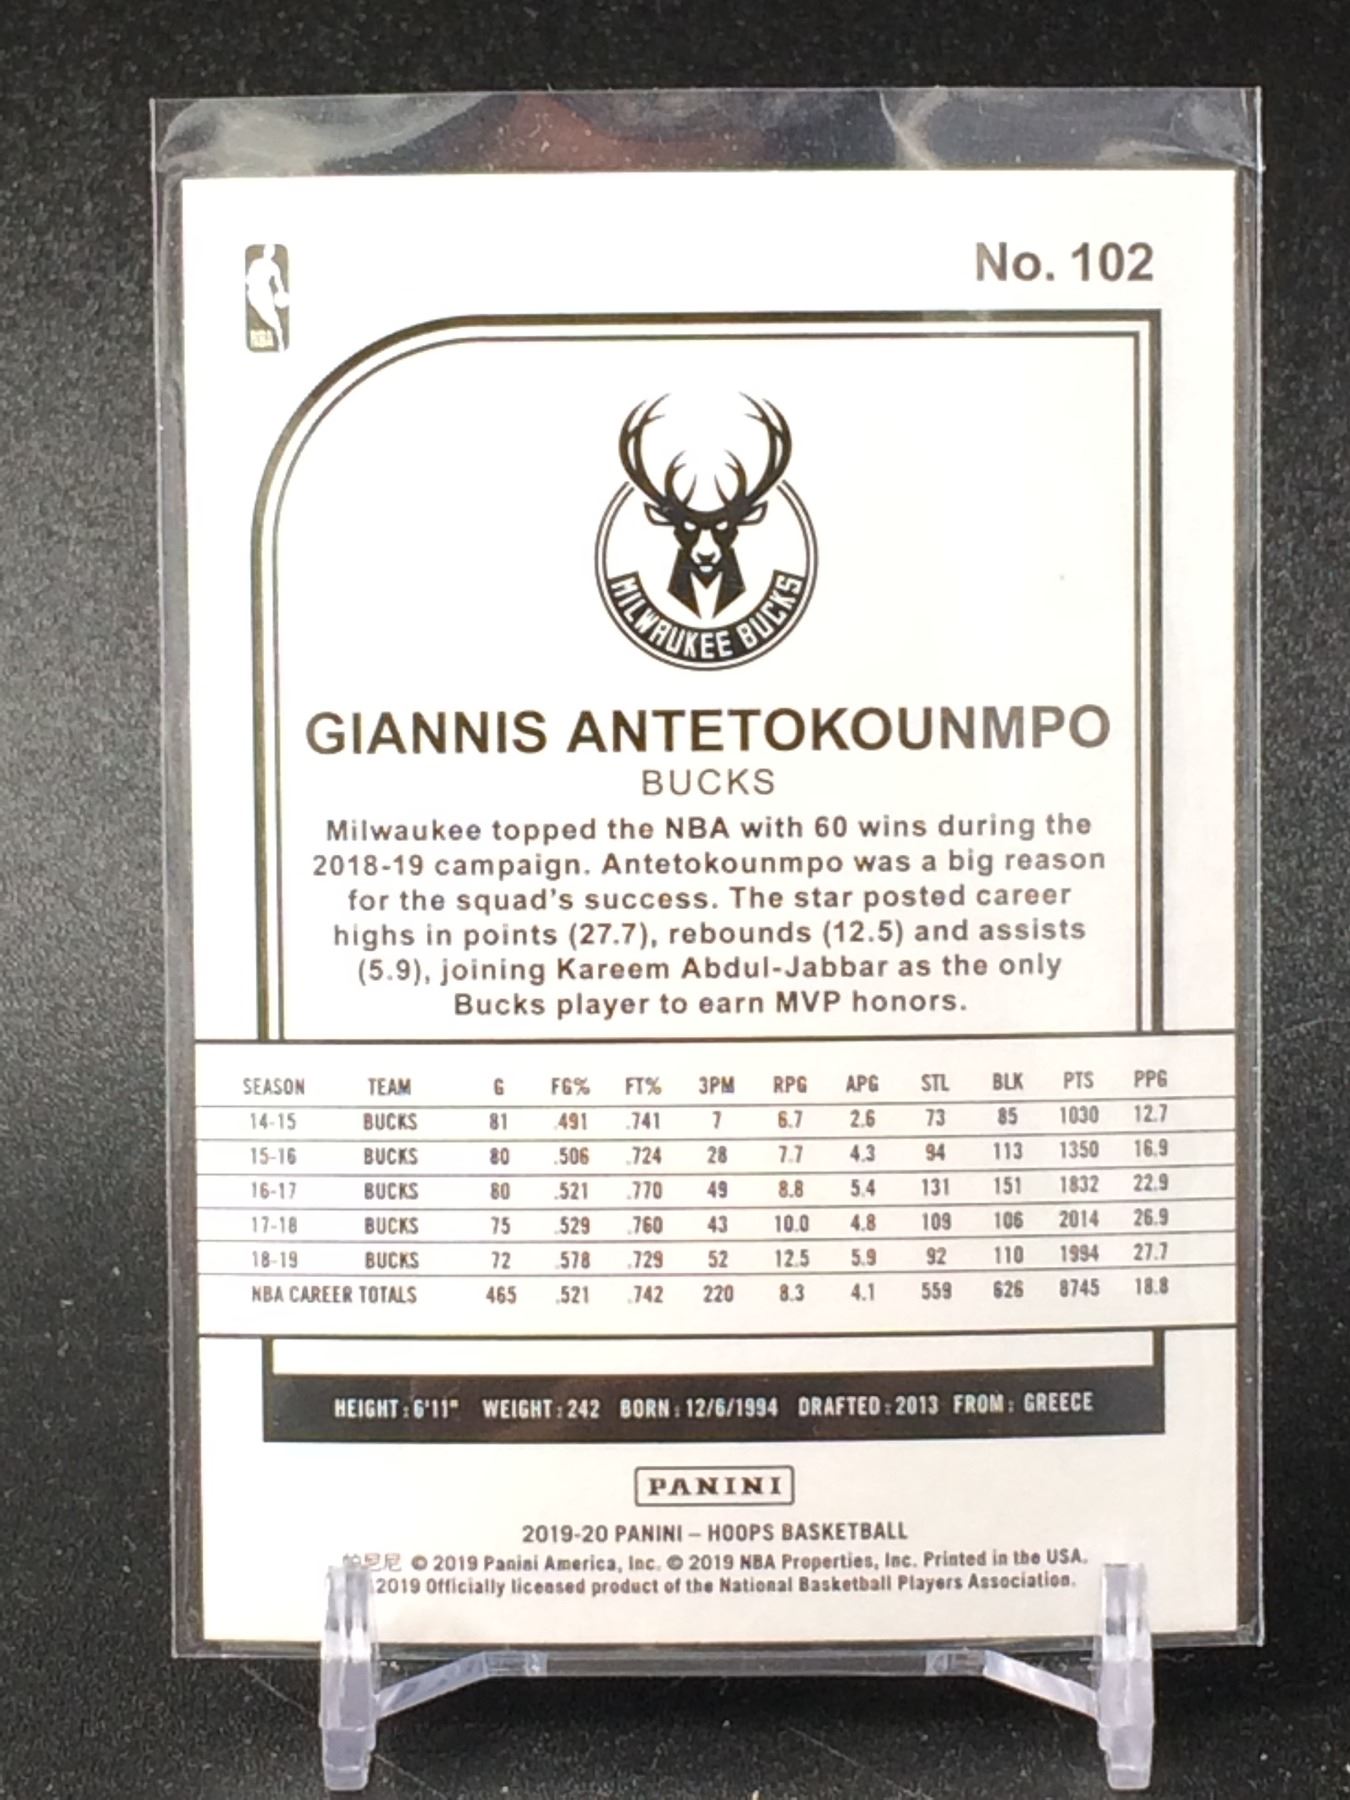 No. 102
NBA
MILWAUKEE BUCKS
GIANNIS ANTETOKOUNMPO
BUCKS
Milwaukee topped the NBA with 60 wins during the
2018-19 campaign. Antetokounmpo was a big reason
for the squad's success. The star posted career
highs in points (27.7), rebounds (12.5) and assists
(5.9), joining Kareem Abdul-Jabbar as the only
Bucks player to earn MVP honors.
SEASON TEAM G FG% FT% 3PM RPG APG STL BLK PTS PPG
14-15 BUCKS 81 .491 .741 7 6.7 2.6 73 85 1030 12.7
15-16 BUCKS 80 .506 .724 28 7.7 4.3 94 113 1350 16.9
16-17 BUCKS 80 .521 .770 49 8.8 5.4 131 151 1832 22.9
17-18 BUCKS 75 .529 .760 43 10.0 4.8 109 106 2014 26.9
18-19 BUCKS 72 .578 .729 52 12.5 5.9 92 110 1994 27.7
NBA CAREER TOTALS 465 .521 .742 220 8.3 4.1 559 626 8745 18.8
HEIGHT: 6'11" WEIGHT: 242 BORN: 12/6/1994 DRAFTED: 2013 FROM: GREECE
PANINI
2019-20 PANINI – HOOPS BASKETBALL
帕尼尼 © 2019 Panini America, Inc. © 2019 NBA Properties, Inc. Printed in the USA.
2019 Officially licensed product of the National Basketball Players Association.